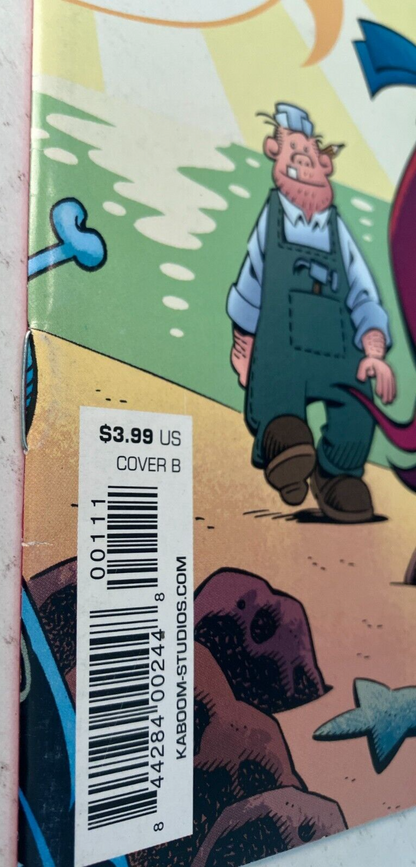 $3.99 US
COVER B
00111
8 44284 00244 8
KABOOM-STUDIOS.COM